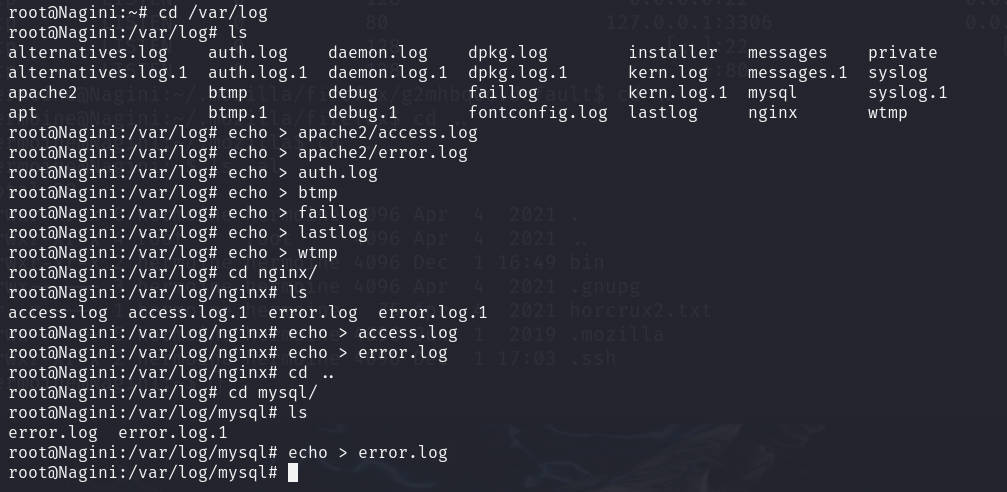 root@Nagini:~# cd /var/log
root@Nagini:/var/log# ls
alternatives.log    auth.log    daemon.log    dpkg.log        installer   messages    private
alternatives.log.1  auth.log.1  daemon.log.1  dpkg.log.1      kern.log    messages.1  syslog
apache2             btmp        debug         faillog         kern.log.1  mysql       syslog.1
apt                 btmp.1      debug.1       fontconfig.log  lastlog     nginx       wtmp
root@Nagini:/var/log# echo > apache2/access.log
root@Nagini:/var/log# echo > apache2/error.log
root@Nagini:/var/log# echo > auth.log
root@Nagini:/var/log# echo > btmp
root@Nagini:/var/log# echo > faillog
root@Nagini:/var/log# echo > lastlog
root@Nagini:/var/log# echo > wtmp
root@Nagini:/var/log# cd nginx/
root@Nagini:/var/log/nginx# ls
access.log  access.log.1  error.log  error.log.1
root@Nagini:/var/log/nginx# echo > access.log
root@Nagini:/var/log/nginx# echo > error.log
root@Nagini:/var/log/nginx# cd ..
root@Nagini:/var/log# cd mysql/
root@Nagini:/var/log/mysql# ls
error.log  error.log.1
root@Nagini:/var/log/mysql# echo > error.log
root@Nagini:/var/log/mysql#